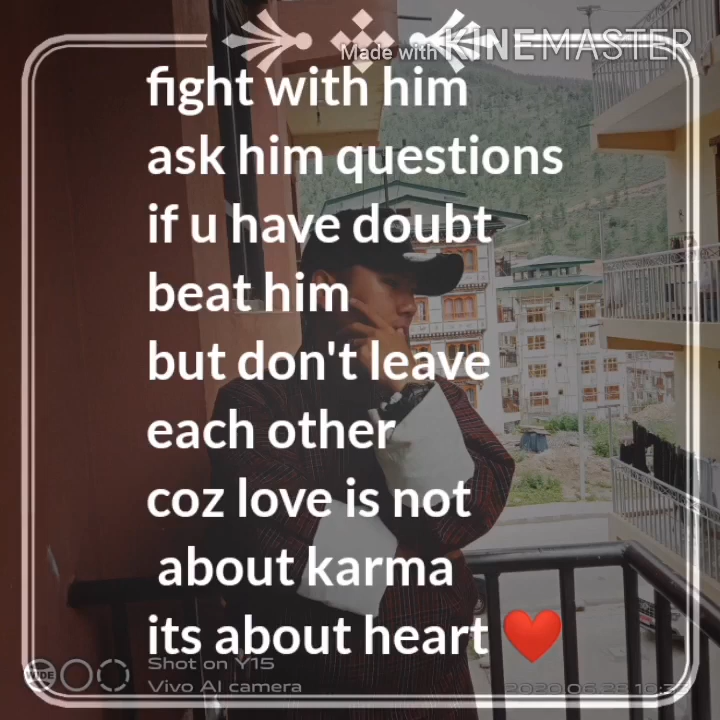 Made with KINEMASTER
fight with him
ask him questions
if u have doubt
beat him
but don't leave
each other
coz love is not
about karma
its about heart ❤️
Shot on Y15
Vivo AI camera